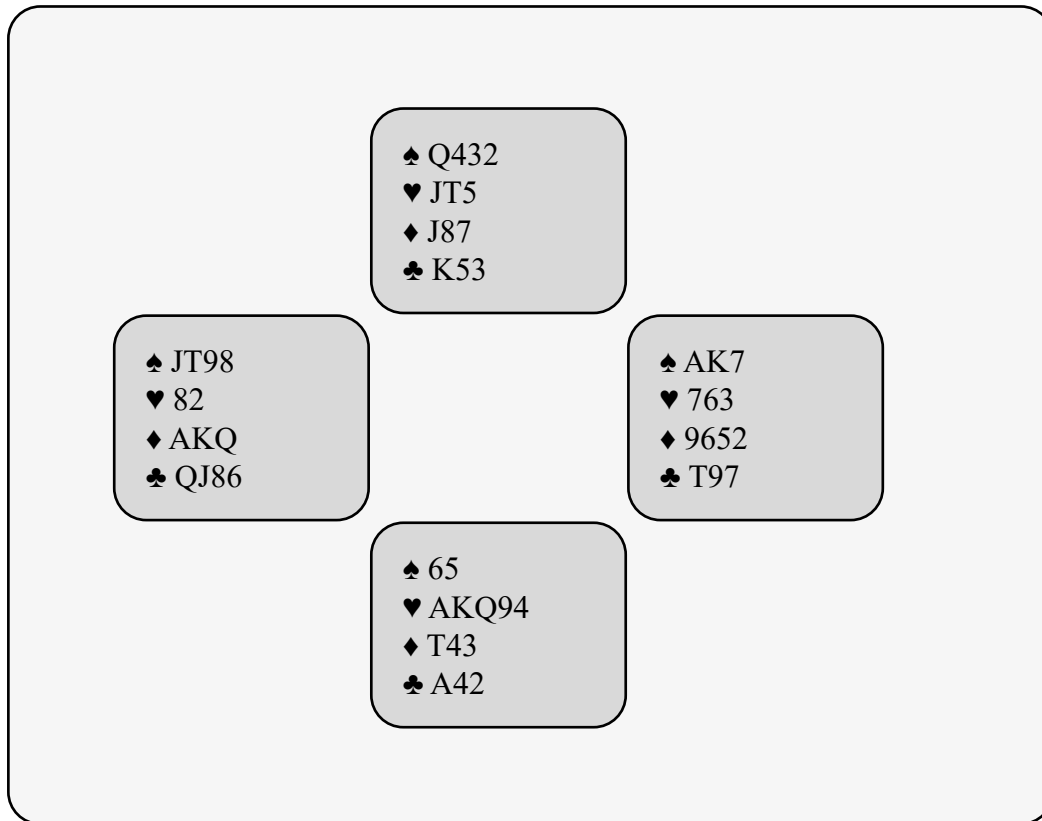 ♠ Q432
♥ JT5
♦ J87
♣ K53
♠ JT98
♥ 82
♦ AKQ
♣ QJ86
♠ AK7
♥ 763
♦ 9652
♣ T97
♠ 65
♥ AKQ94
♦ T43
♣ A42